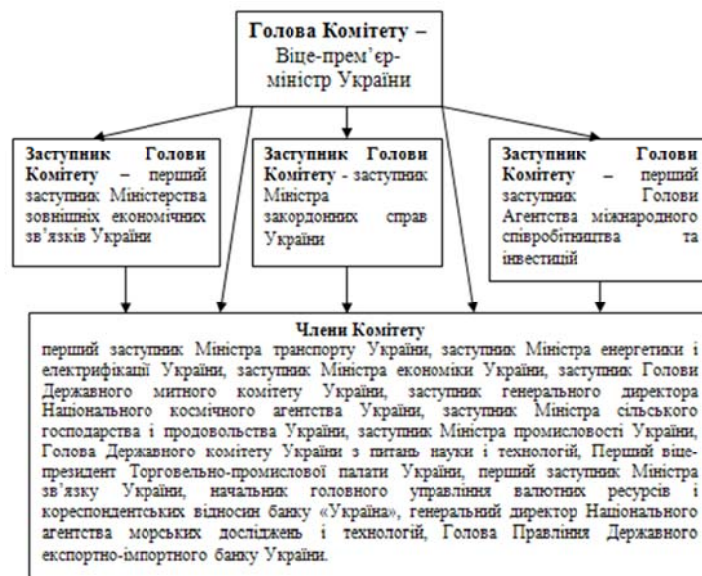 Голова Комітету –
Віце-прем’єр-
міністр України
Заступник Голови
Комітету – перший
заступник Міністерства
зовнішніх економічних
зв’язків України
Заступник Голови
Комітету - заступник
Міністра
закордонних справ
України
Заступник Голови
Комітету – перший
заступник Голови
Агентства міжнародного
співробітництва та
інвестицій
Члени Комітету
перший заступник Міністра транспорту України, заступник Міністра енергетики і
електрифікації України, заступник Міністра економіки України, заступник Голови
Державного митного комітету України, заступник генерального директора
Національного космічного агентства України, заступник Міністра сільського
господарства і продовольства України, заступник Міністра промисловості України,
Голова Державного комітету України з питань науки і технологій, Перший віце-
президент Торговельно-промислової палати України, перший заступник Міністра
зв’язку України, начальник головного управління валютних ресурсів і
кореспондентських відносин банку «Україна», генеральний директор Національного
агентства морських досліджень і технологій, Голова Правління Державного
експортно-імпортного банку України.